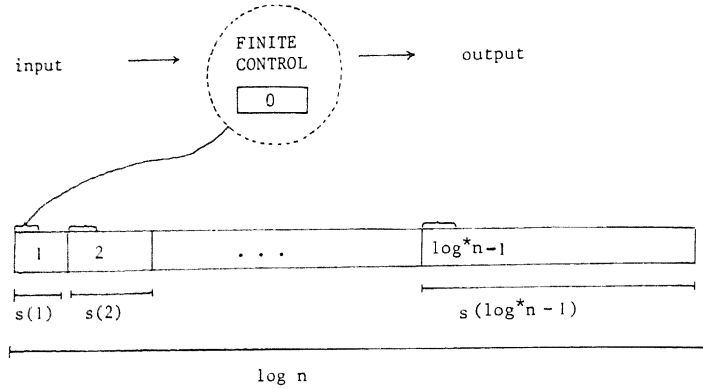 FINITE
CONTROL
input
output
0
1
2
. . .
log*n-1
s(1)
s(2)
s(log*n-1)
log n